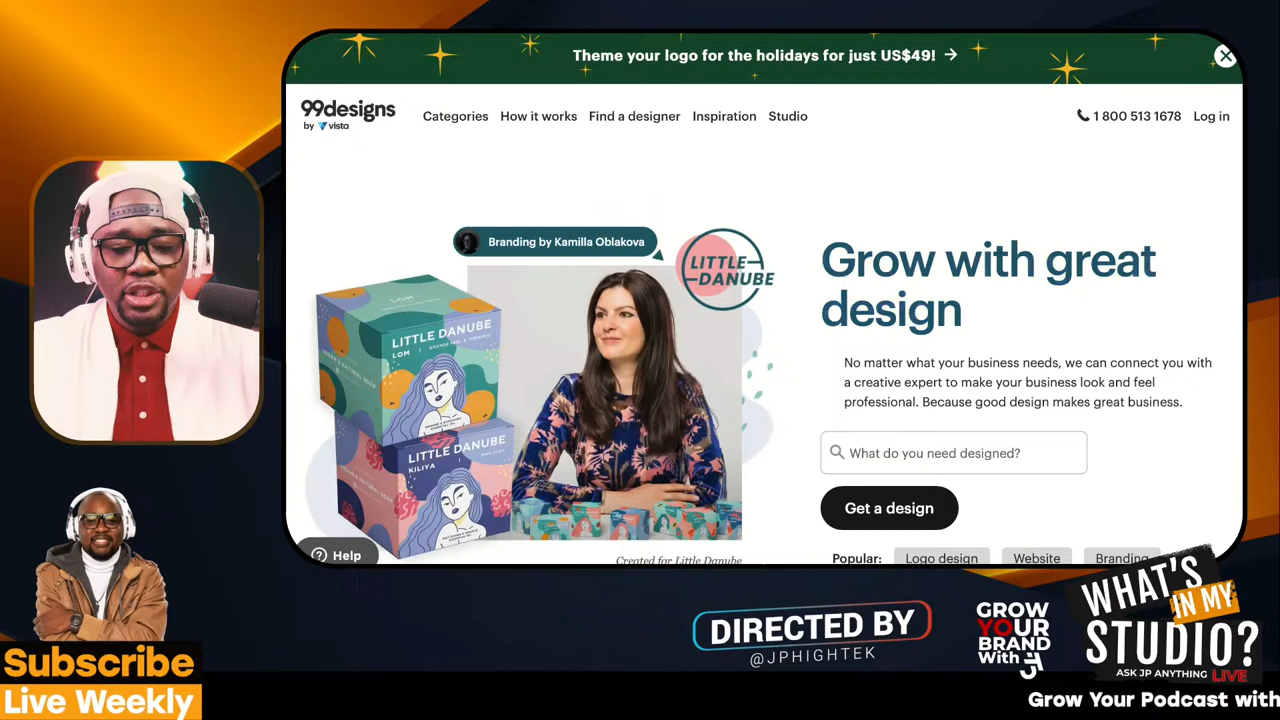 Theme your logo for the holidays for just US$49! →
99designs
by vista
Categories
How it works
Find a designer
Inspiration
Studio
1 800 513 1678
Log in
Branding by Kamilla Oblakova
LITTLE
DANUBE
LOM
LITTLE DANUBE
LOM
LITTLE DANUBE
KILIYA
Created for Little Danube
Grow with great
design
No matter what your business needs, we can connect you with
a creative expert to make your business look and feel
professional. Because good design makes great business.
What do you need designed?
Get a design
Popular:
Logo design
Website
Branding
Help
Subscribe
Live Weekly
DIRECTED BY
@JPHIGHTEK
GROW
YOUR
BRAND
With JP
WHAT'S
IN MY
STUDIO?
ASK JP ANYTHING LIVE
Grow Your Podcast with